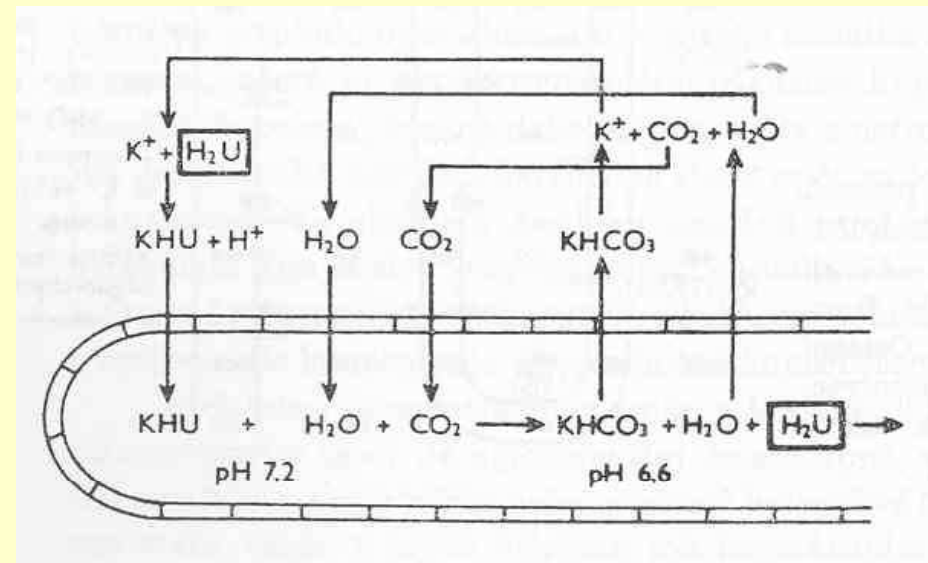 K⁺ + CO₂ + H₂O
K⁺ + H₂U
KHU + H⁺ H₂O CO₂ KHCO₃
KHU + H₂O + CO₂ → KHCO₃ + H₂O + H₂U →
pH 7.2 pH 6.6